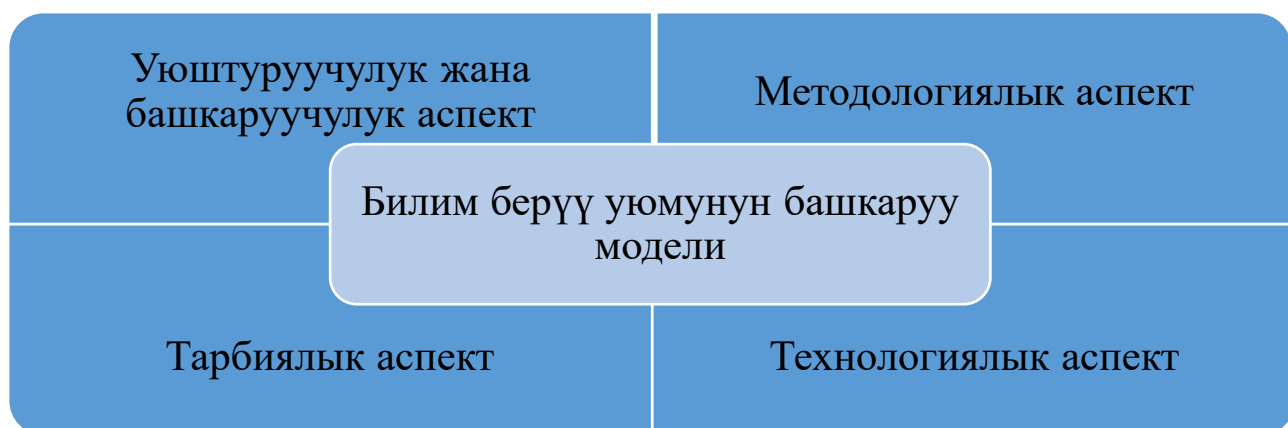 Уюштуруучулук жана
башкаруучулук аспект
Методологиялык аспект
Билим берүү уюмунун башкаруу
модели
Тарбиялык аспект
Технологиялык аспект